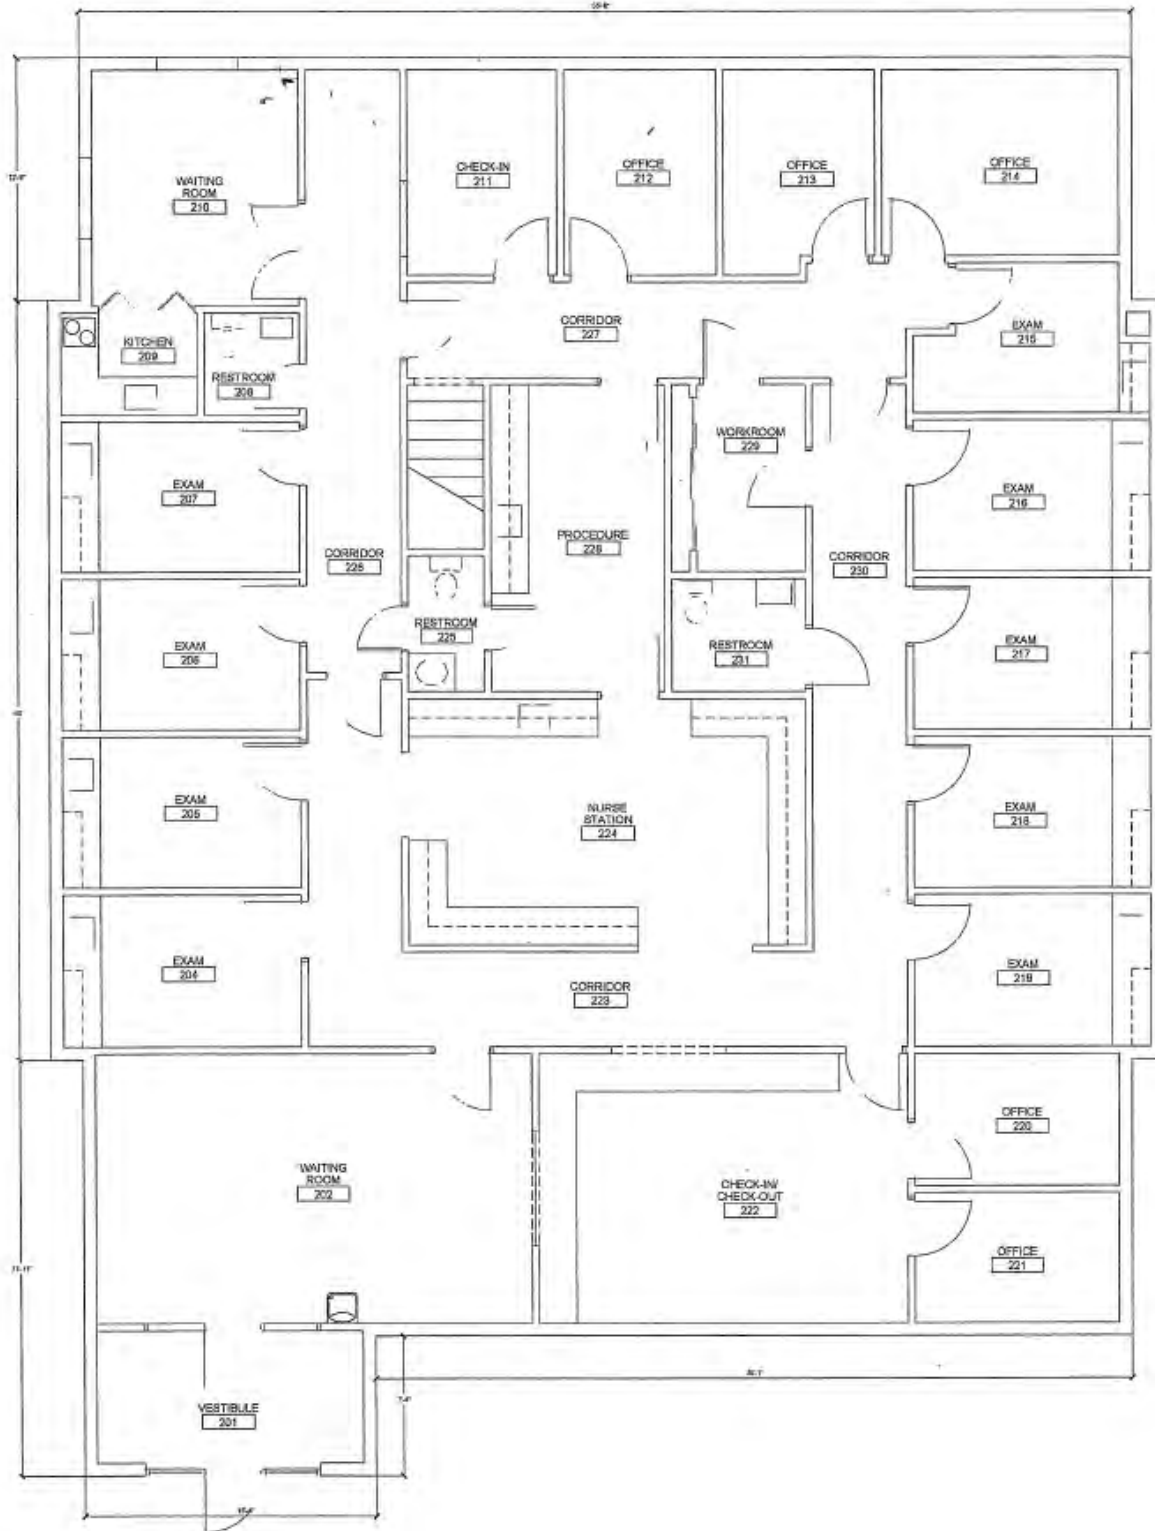 WAITING
ROOM
210
CHECK-IN
211
OFFICE
212
OFFICE
213
OFFICE
214
CORRIDOR
227
EXAM
215
KITCHEN
209
RESTROOM
208
WORKROOM
229
EXAM
207
EXAM
216
PROCEDURE
CORRIDOR
CORRIDOR
230
RESTROOM
225
EXAM
206
RESTROOM
231
EXAM
217
EXAM
205
NURSE
STATION
224
EXAM
218
EXAM
204
CORRIDOR
223
EXAM
219
OFFICE
220
WAITING
ROOM
202
CHECK-IN/
CHECK-OUT
222
OFFICE
221
VESTIBULE
201